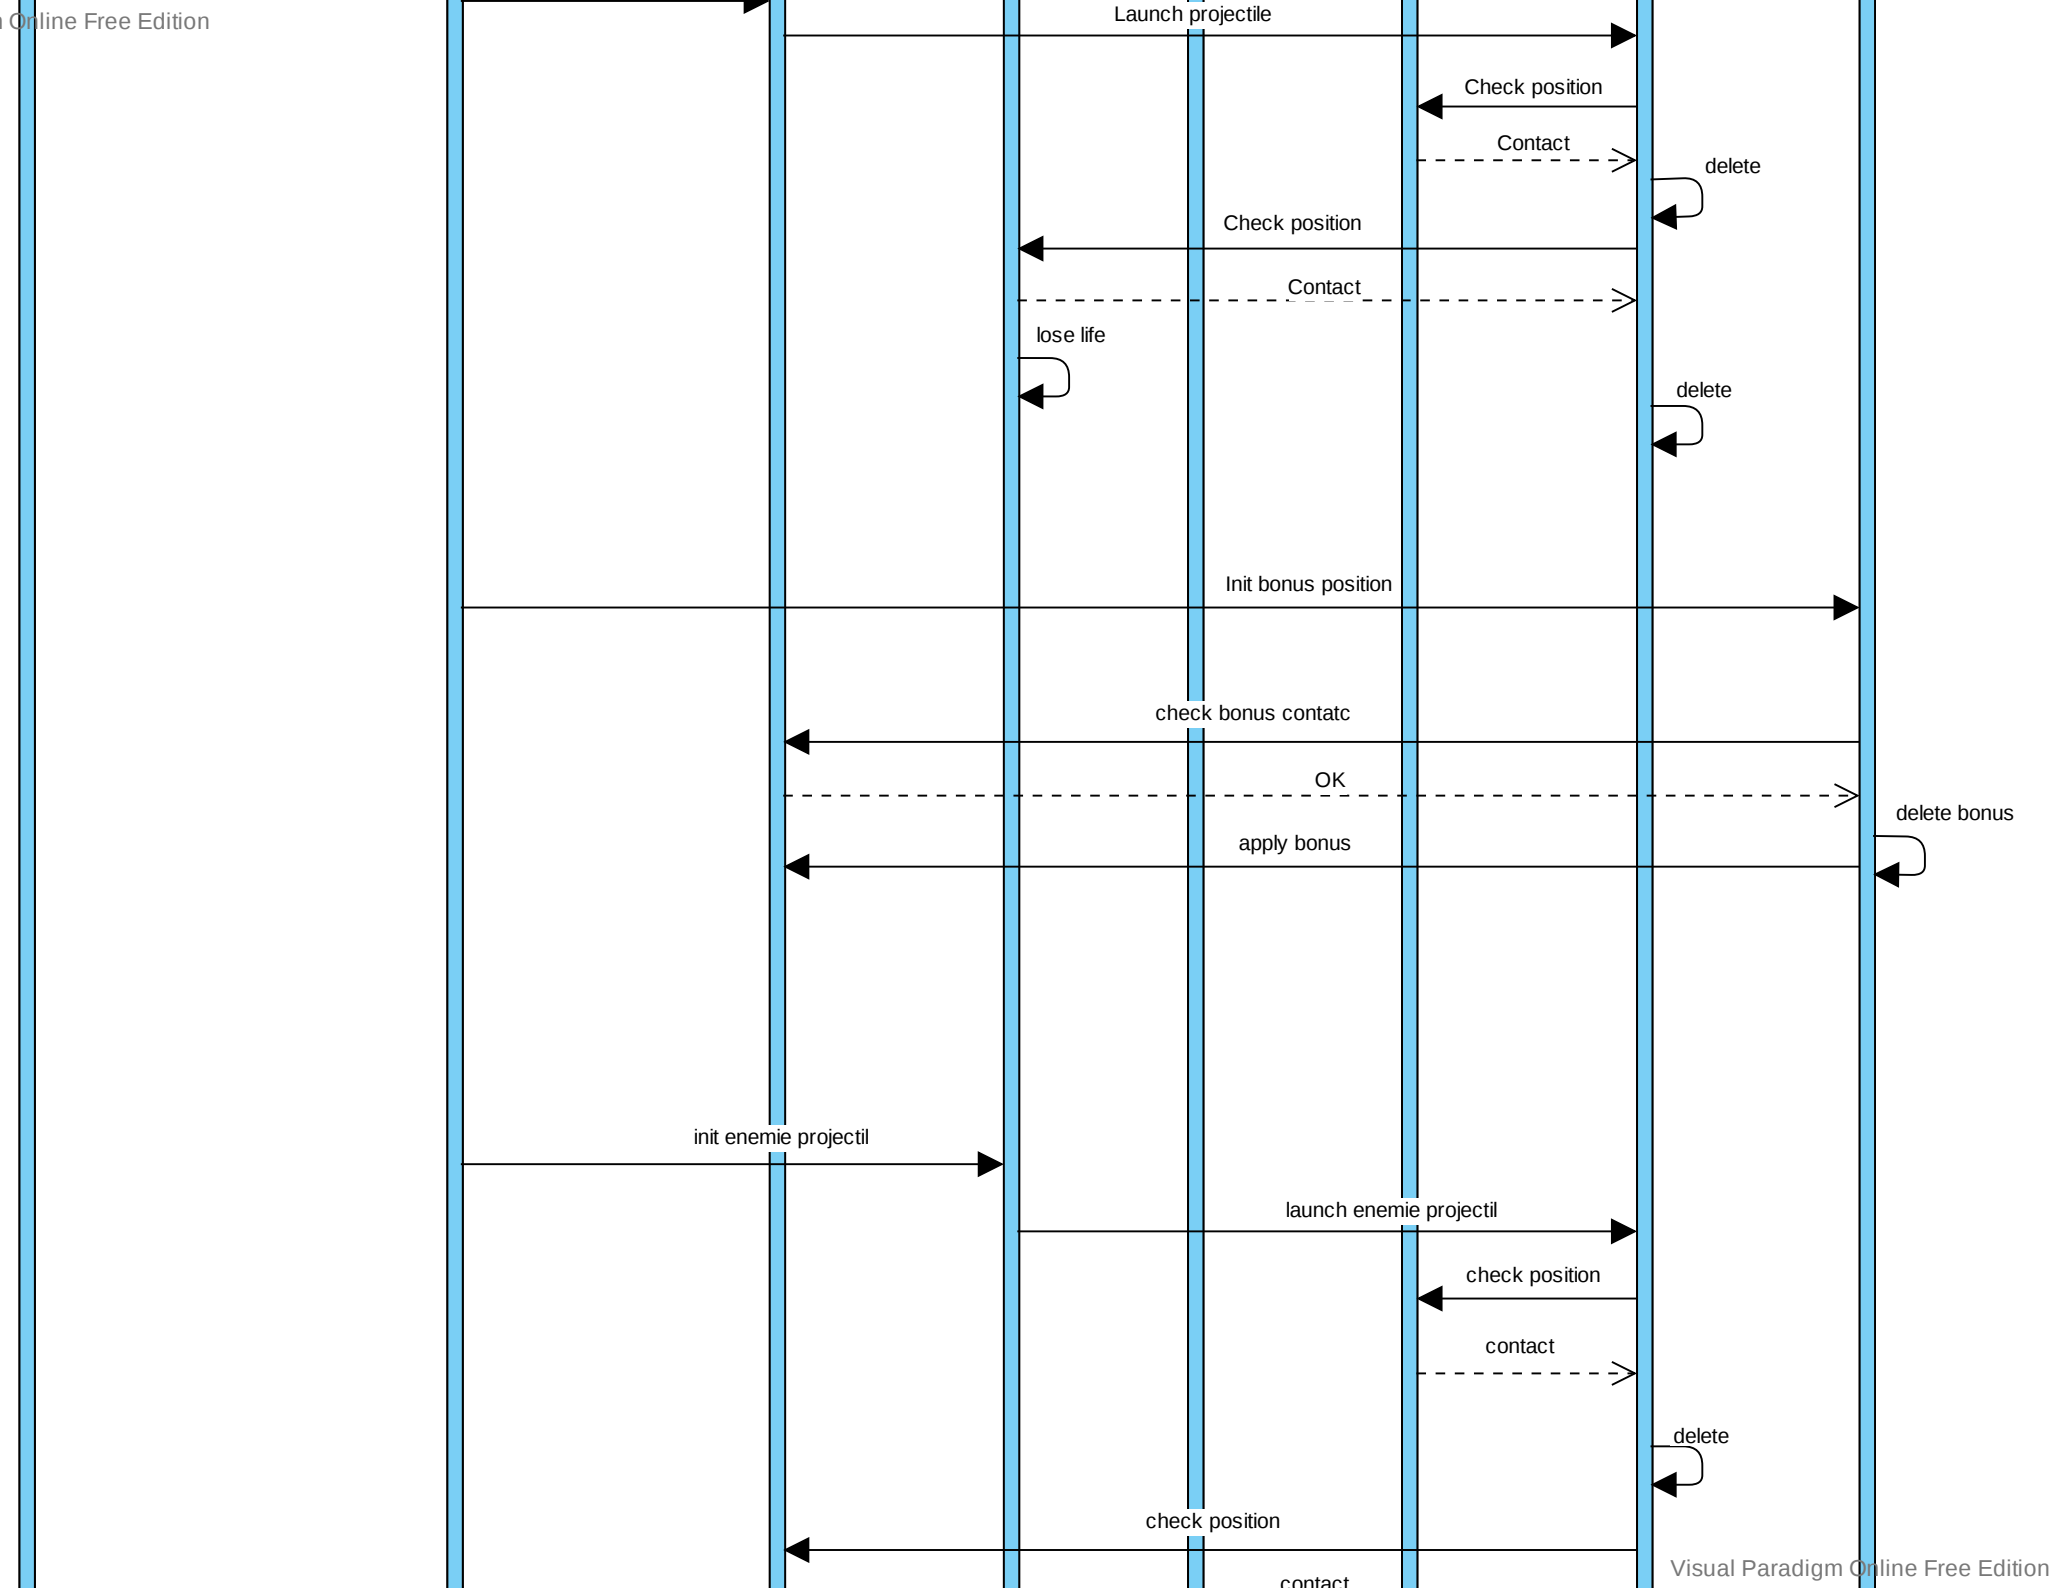 Online Free Edition
Launch projectile
Check position
Contact
delete
Check position
Contact
lose life
delete
Init bonus position
check bonus contatc
OK
delete bonus
apply bonus
init enemie projectil
launch enemie projectil
check position
contact
delete
check position
Visual Paradigm Online Free Edition
contact